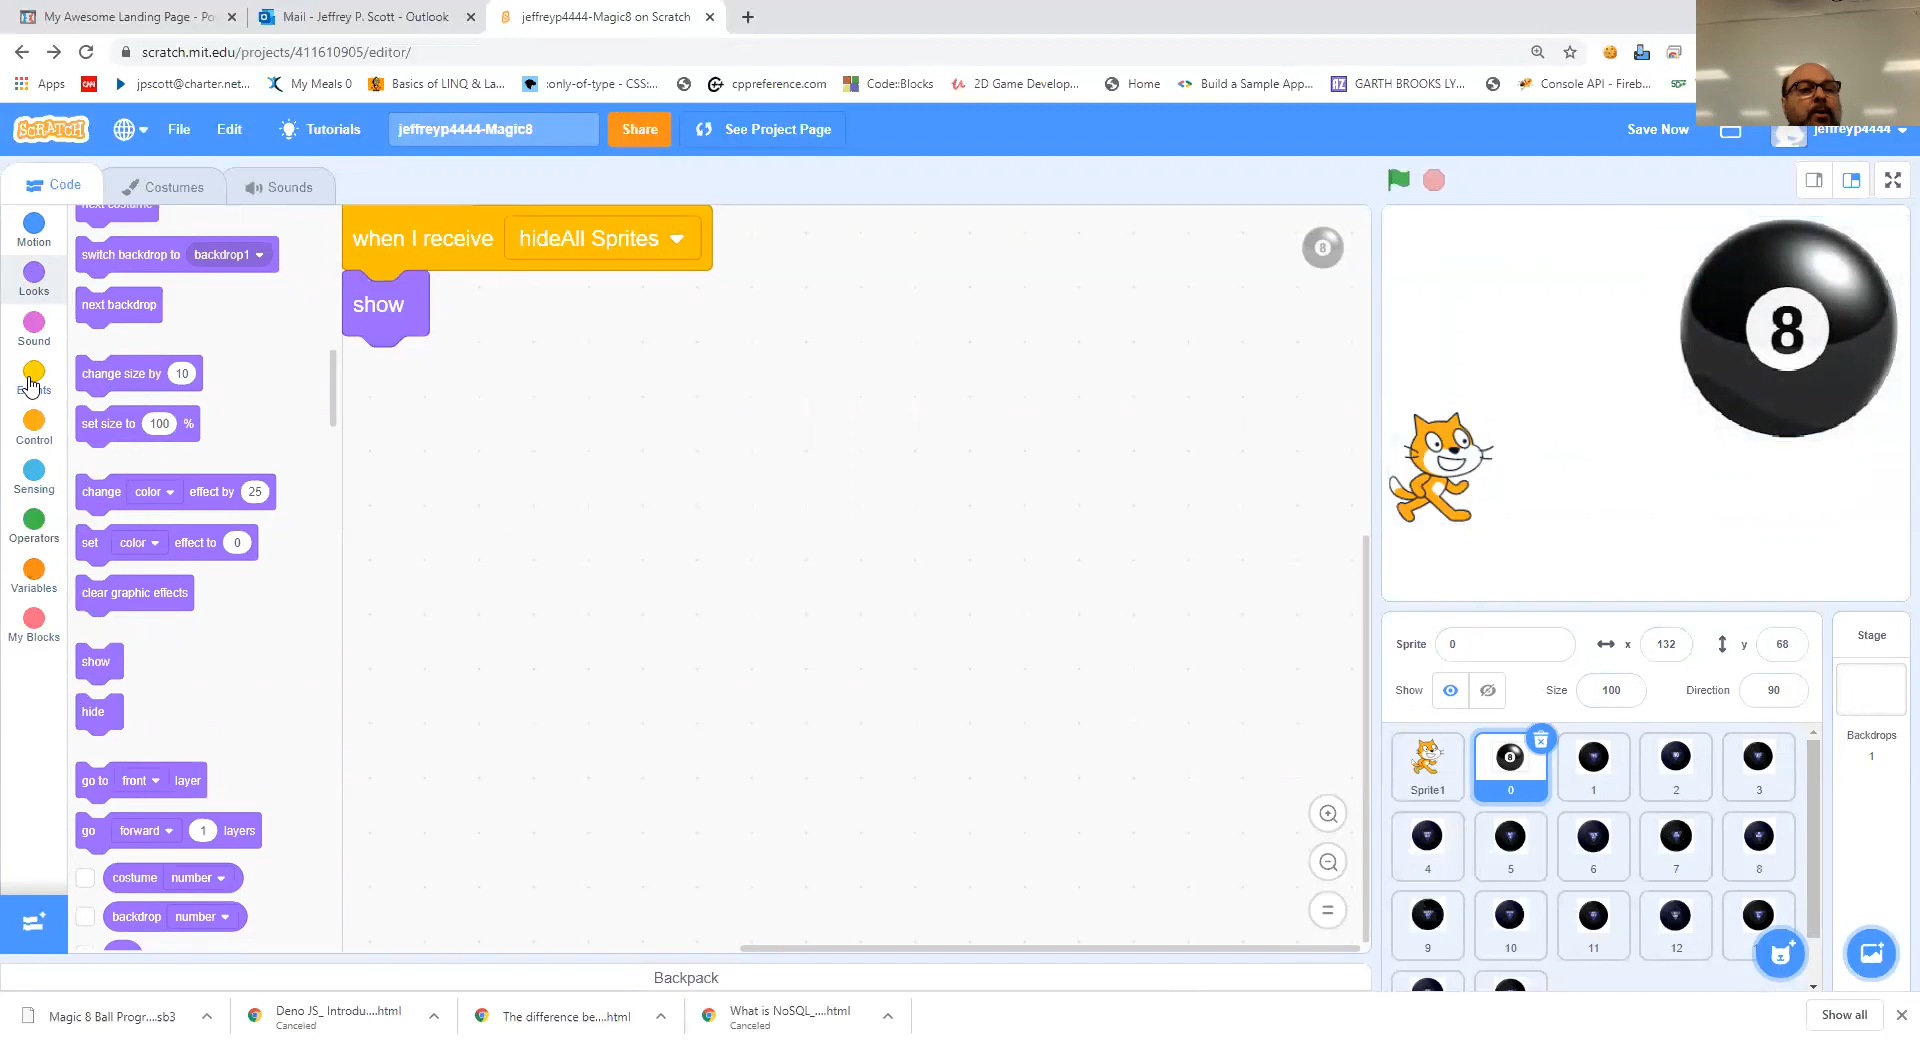 My Awesome Landing Page - Po
Mail - Jeffrey P. Scott - Outlook
jeffreyp4444-Magic8 on Scratch
scratch.mit.edu/projects/411610905/editor/
Apps
CNN
jpscott@charter.net...
My Meals 0
Basics of LINQ & La...
:only-of-type - CSS:...
cppreference.com
Code::Blocks
2D Game Develop...
Home
Build a Sample App...
GARTH BROOKS LY...
Console API - Fireb...
SCRATCH
File
Edit
Tutorials
jeffreyp4444-Magic8
Share
See Project Page
Save Now
jeffreyp4444
Code
Costumes
Sounds
Motion
Looks
Sound
Control
Sensing
Operators
Variables
My Blocks
next costume
switch backdrop to backdrop1
next backdrop
change size by 10
set size to 100 %
change color effect by 25
set color effect to 0
clear graphic effects
show
hide
go to front layer
go forward 1 layers
costume number
backdrop number
when I receive hideAll Sprites
show
8
8
Sprite 0 x 132 y 68
Show Size 100 Direction 90
Stage
Backdrops
1
Sprite1 0 1 2 3
4 5 6 7 8
9 10 11 12
Backpack
Magic 8 Ball Progr....sb3
Deno JS_ Introdu....html
Canceled
The difference be....html
What is NoSQL_....html
Canceled
Show all